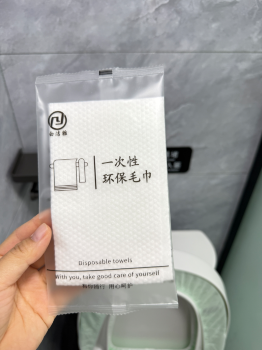 一次性
环保毛巾
Disposable towels
With you, take good care of yourself